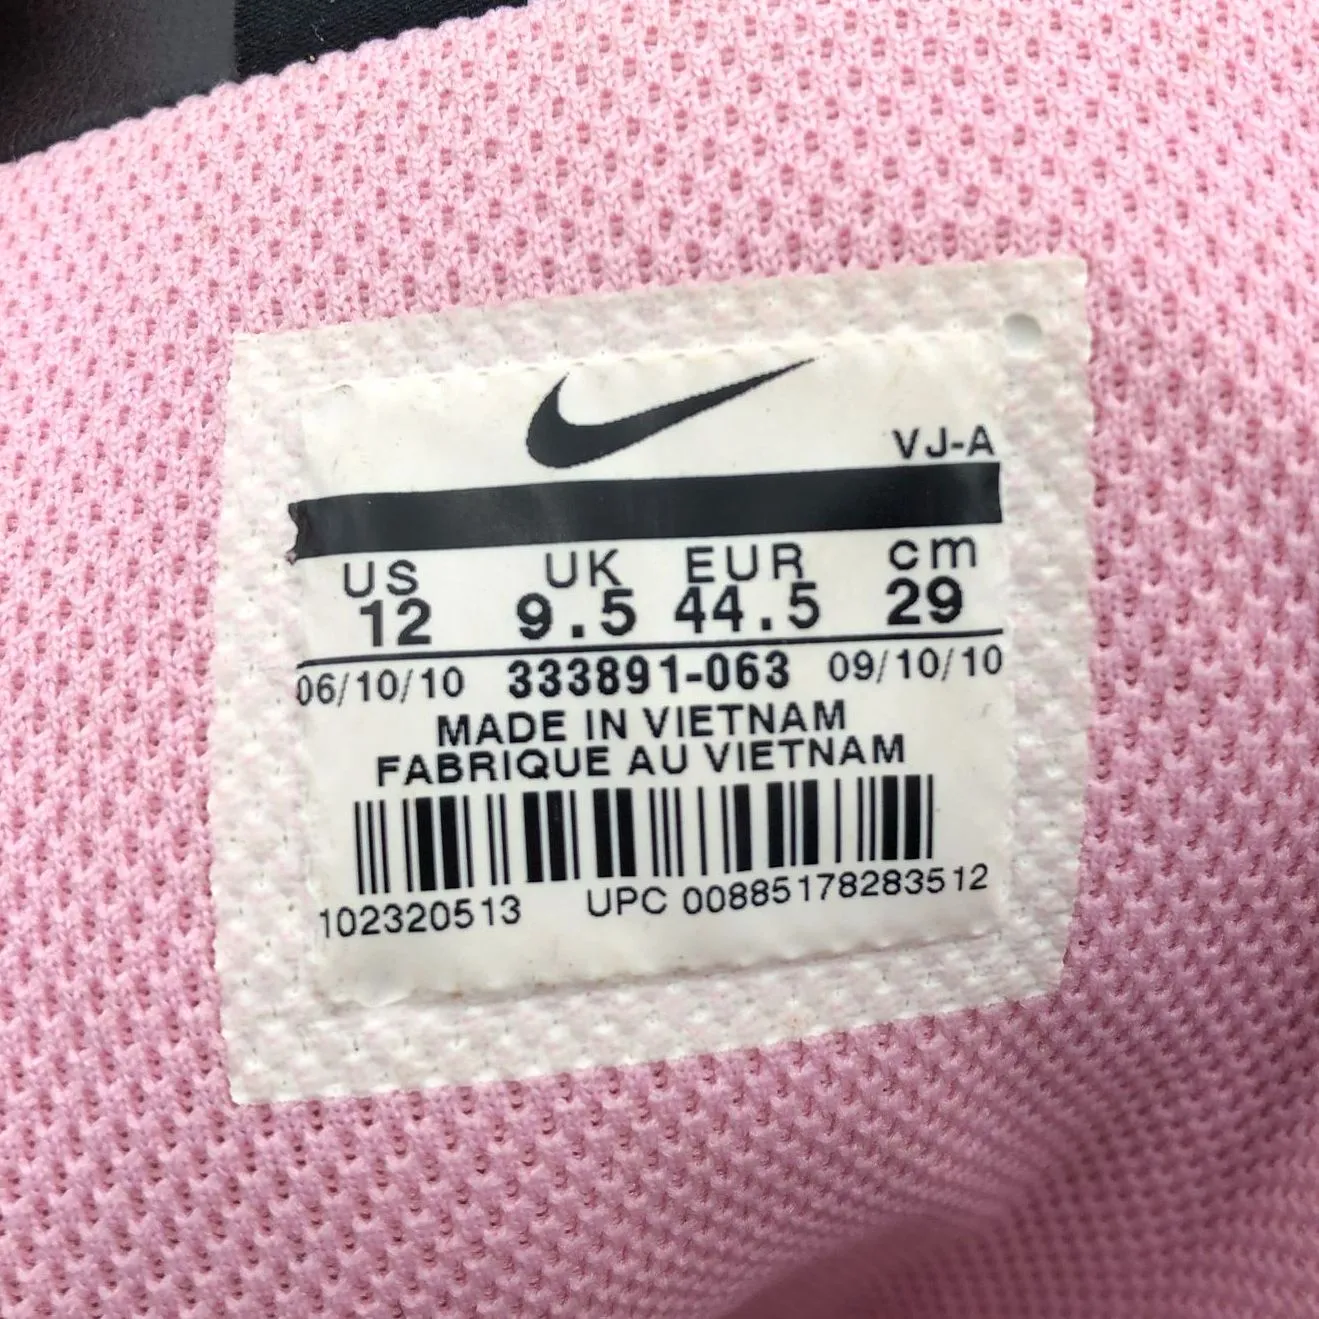 VJ-A
US UK EUR cm
12 9.5 44.5 29
06/10/10 333891-063 09/10/10
MADE IN VIETNAM
FABRIQUE AU VIETNAM
102320513 UPC 00885178283512